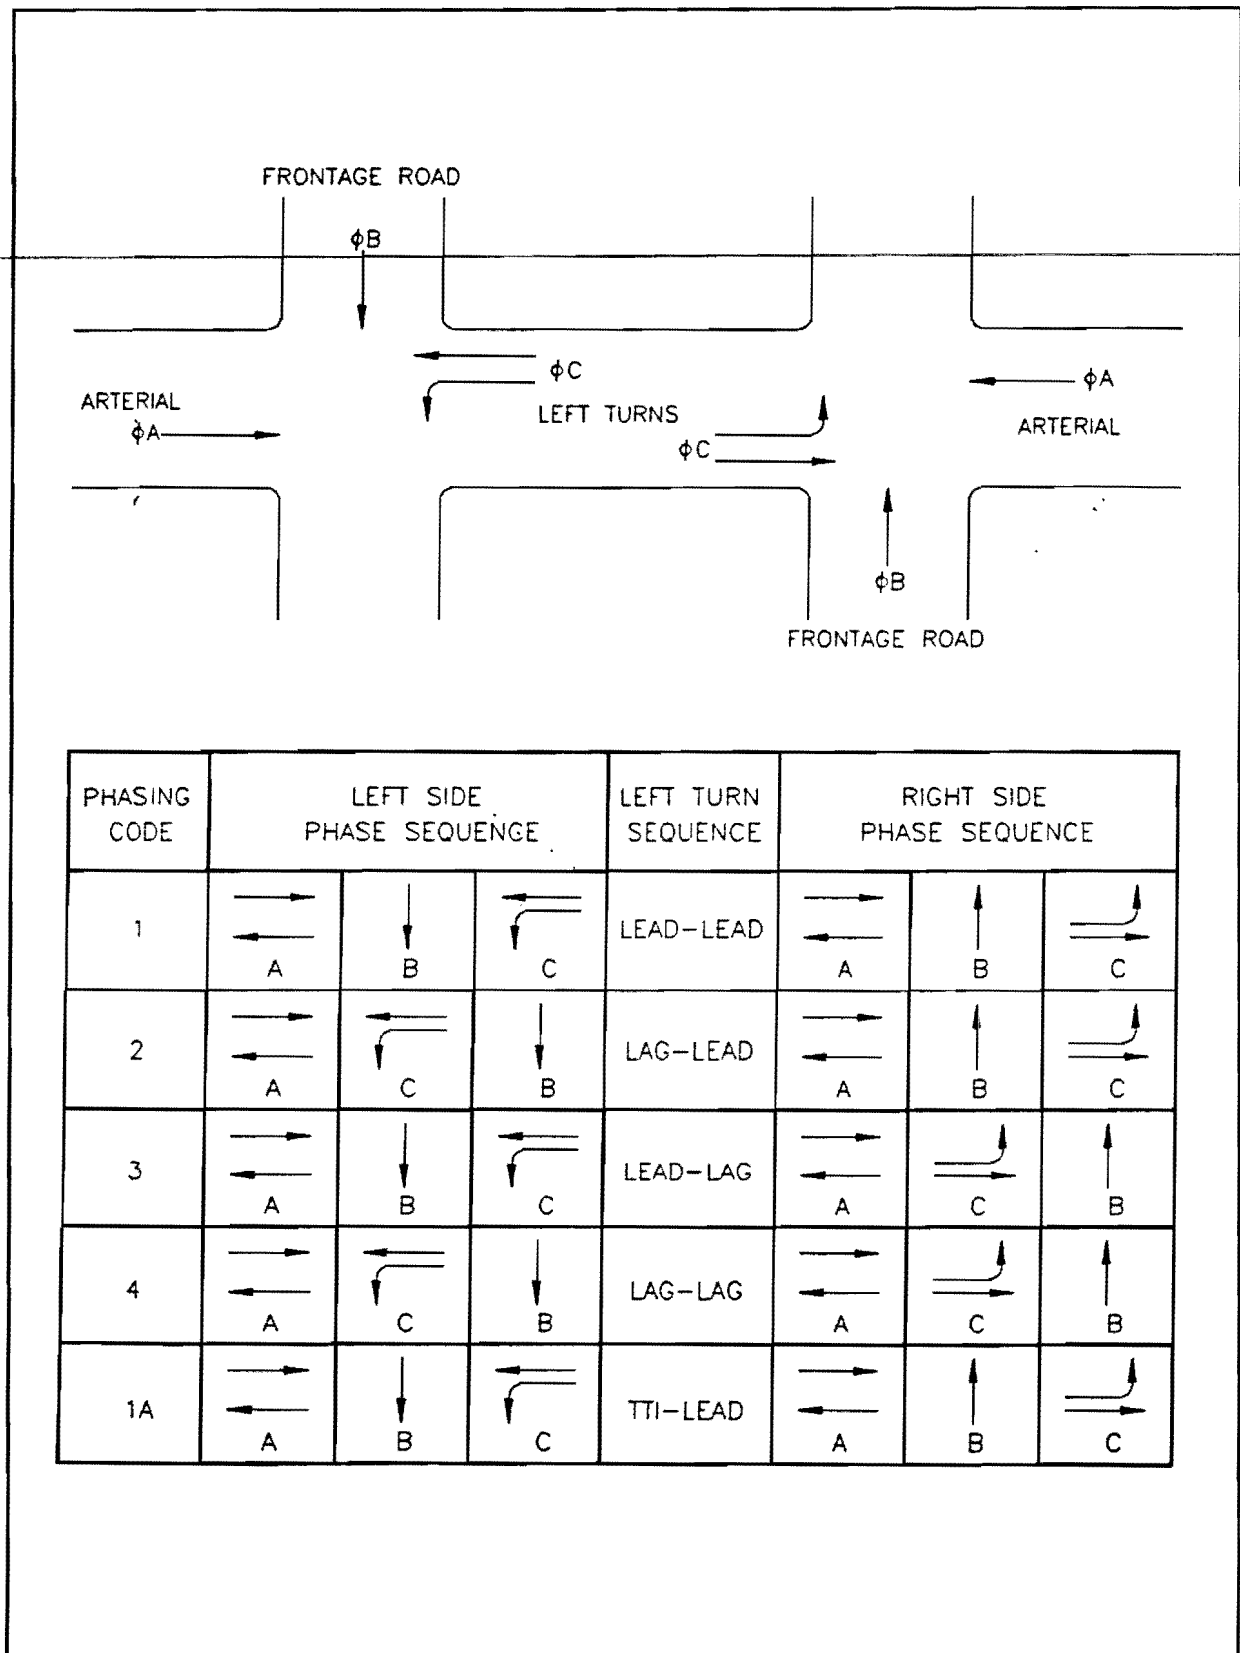 FRONTAGE ROAD
ϕB
ϕC
ϕA
ARTERIAL
LEFT TURNS
ARTERIAL
ϕA
ϕC
ϕB
FRONTAGE ROAD
PHASING CODE
LEFT SIDE PHASE SEQUENCE
LEFT TURN SEQUENCE
RIGHT SIDE PHASE SEQUENCE
1 A B C LEAD-LEAD A B C
2 A C B LAG-LEAD A B C
3 A B C LEAD-LAG A C B
4 A C B LAG-LAG A C B
1A A B C TTI-LEAD A B C